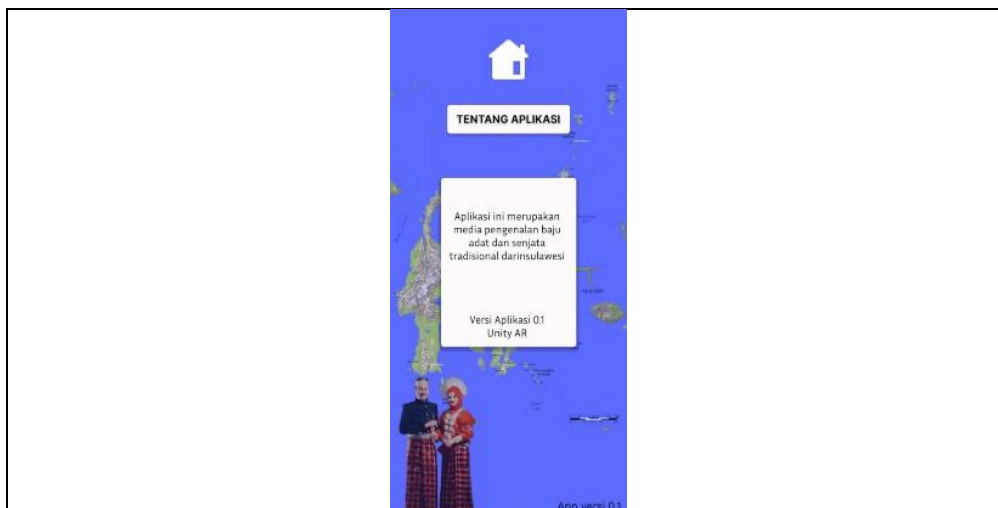 TENTANG APLIKASI
Aplikasi ini merupakan
media pengenalan baju
adat dan senjata
tradisional darinsulawesi
Versi Aplikasi 0.1
Unity AR
App versi 0.1